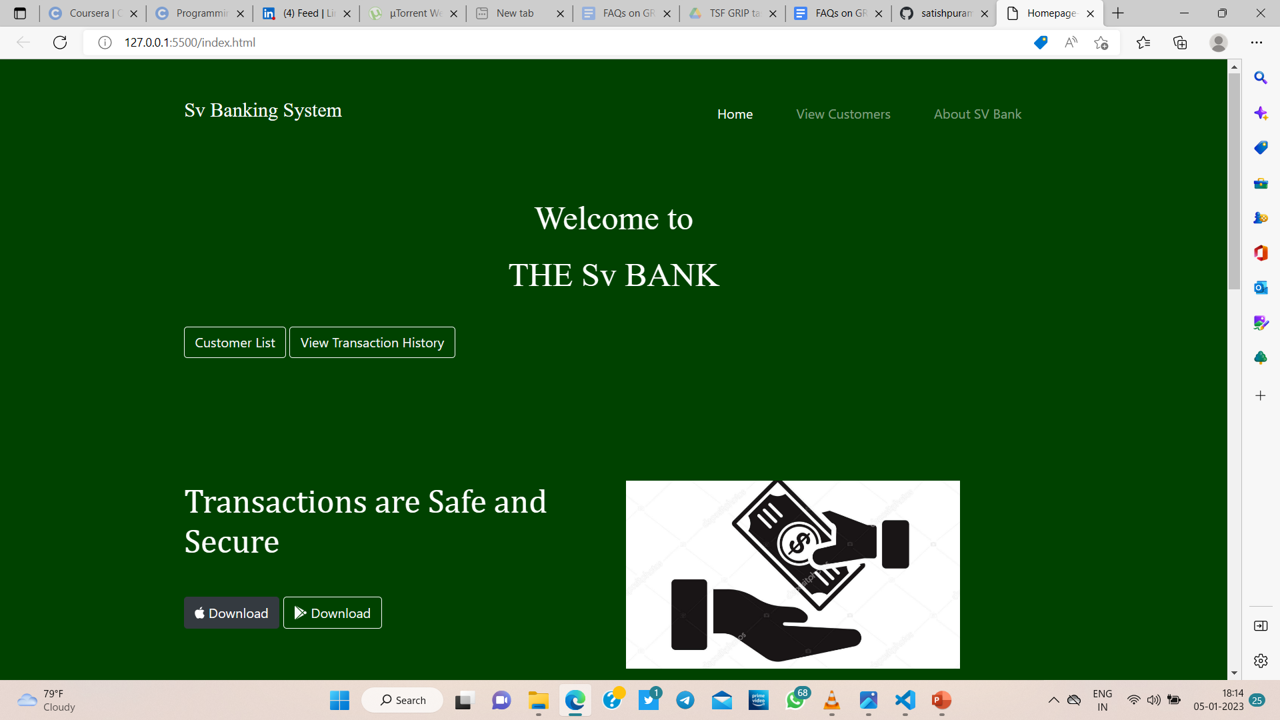 Coursera | O
Programmin
(4) Feed | Li
µTorrent We
New tab
FAQs on GR
TSF GRIP ta
FAQs on GR
satishpuram
Homepage
127.0.0.1:5500/index.html
Sv Banking System
Home
View Customers
About SV Bank
Welcome to
THE Sv BANK
Customer List
View Transaction History
Transactions are Safe and
Secure
Download
Download
79°F
Cloudy
Search
1
68
ENG
IN
18:14
05-01-2023
25